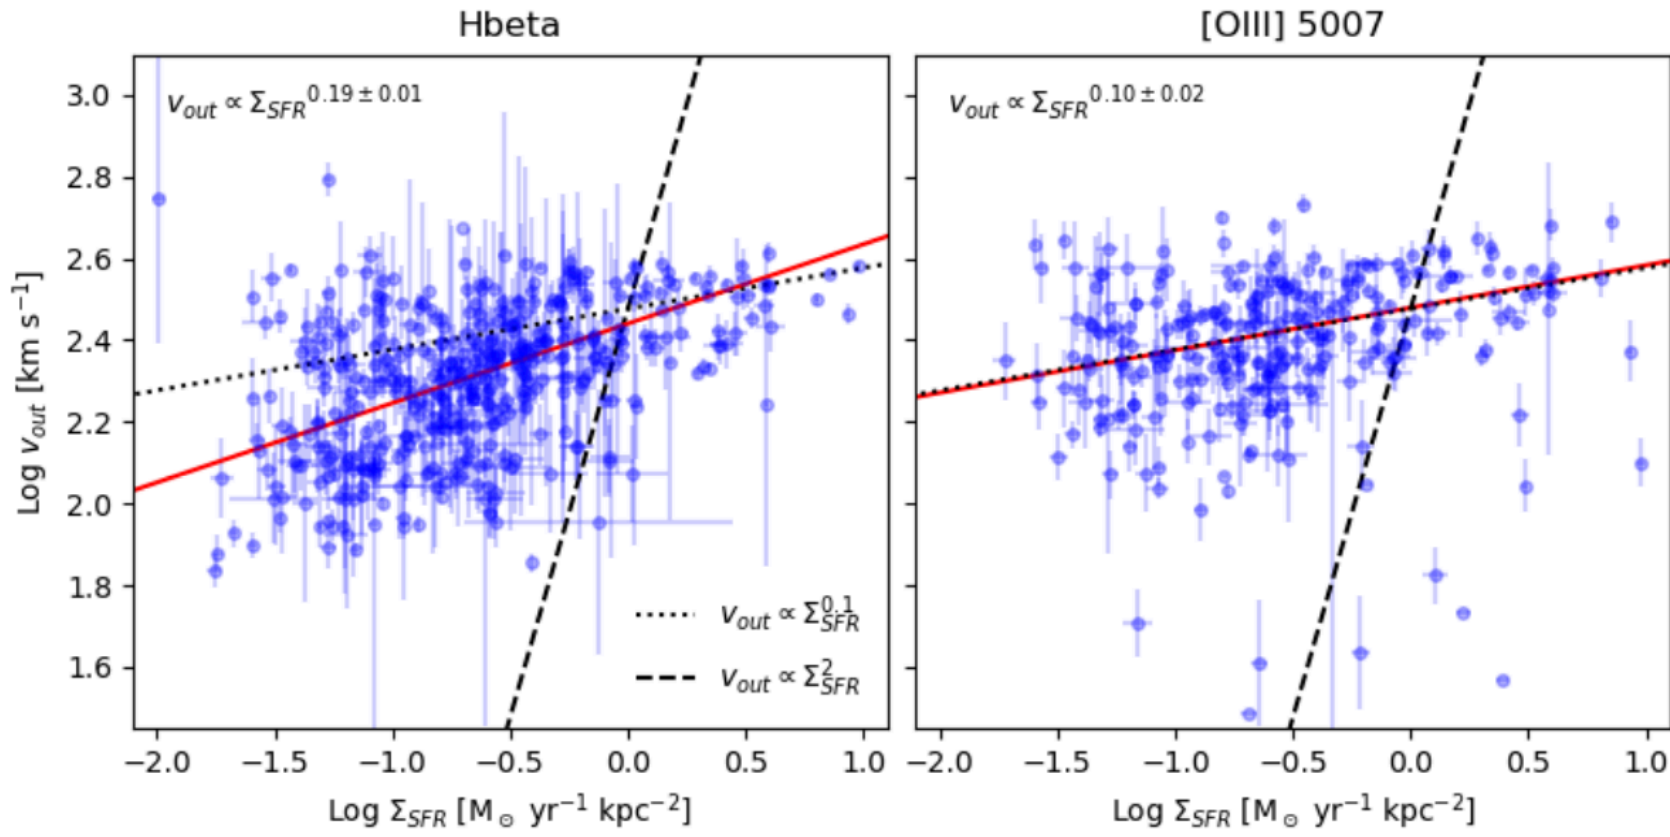 Hbeta
[OIII] 5007
v_out ∝ Σ_SFR^0.19 ± 0.01
v_out ∝ Σ_SFR^0.10 ± 0.02
3.0
2.8
2.6
2.4
2.2
2.0
1.8
1.6
Log v_out [km s⁻¹]
v_out ∝ Σ_SFR^0.1
v_out ∝ Σ_SFR^2
−2.0 −1.5 −1.0 −0.5 0.0 0.5 1.0
−2.0 −1.5 −1.0 −0.5 0.0 0.5 1.0
Log Σ_SFR [M_⊙ yr⁻¹ kpc⁻²]
Log Σ_SFR [M_⊙ yr⁻¹ kpc⁻²]